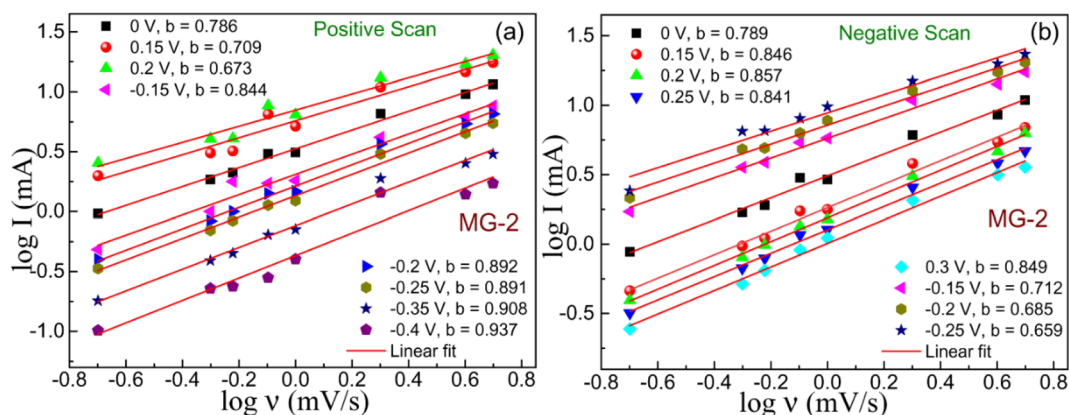 (a)
Positive Scan
0 V, b = 0.786
0.15 V, b = 0.709
0.2 V, b = 0.673
-0.15 V, b = 0.844
MG-2
-0.2 V, b = 0.892
-0.25 V, b = 0.891
-0.35 V, b = 0.908
-0.4 V, b = 0.937
Linear fit
log I (mA)
1.5
1.0
0.5
0.0
-0.5
-1.0
-0.8 -0.6 -0.4 -0.2 0.0 0.2 0.4 0.6 0.8
log ν (mV/s)
(b)
Negative Scan
0 V, b = 0.789
0.15 V, b = 0.846
0.2 V, b = 0.857
0.25 V, b = 0.841
MG-2
0.3 V, b = 0.849
-0.15 V, b = 0.712
-0.2 V, b = 0.685
-0.25 V, b = 0.659
Linear fit
log I (mA)
1.5
1.0
0.5
0.0
-0.5
-0.8 -0.6 -0.4 -0.2 0.0 0.2 0.4 0.6 0.8
log ν (mV/s)